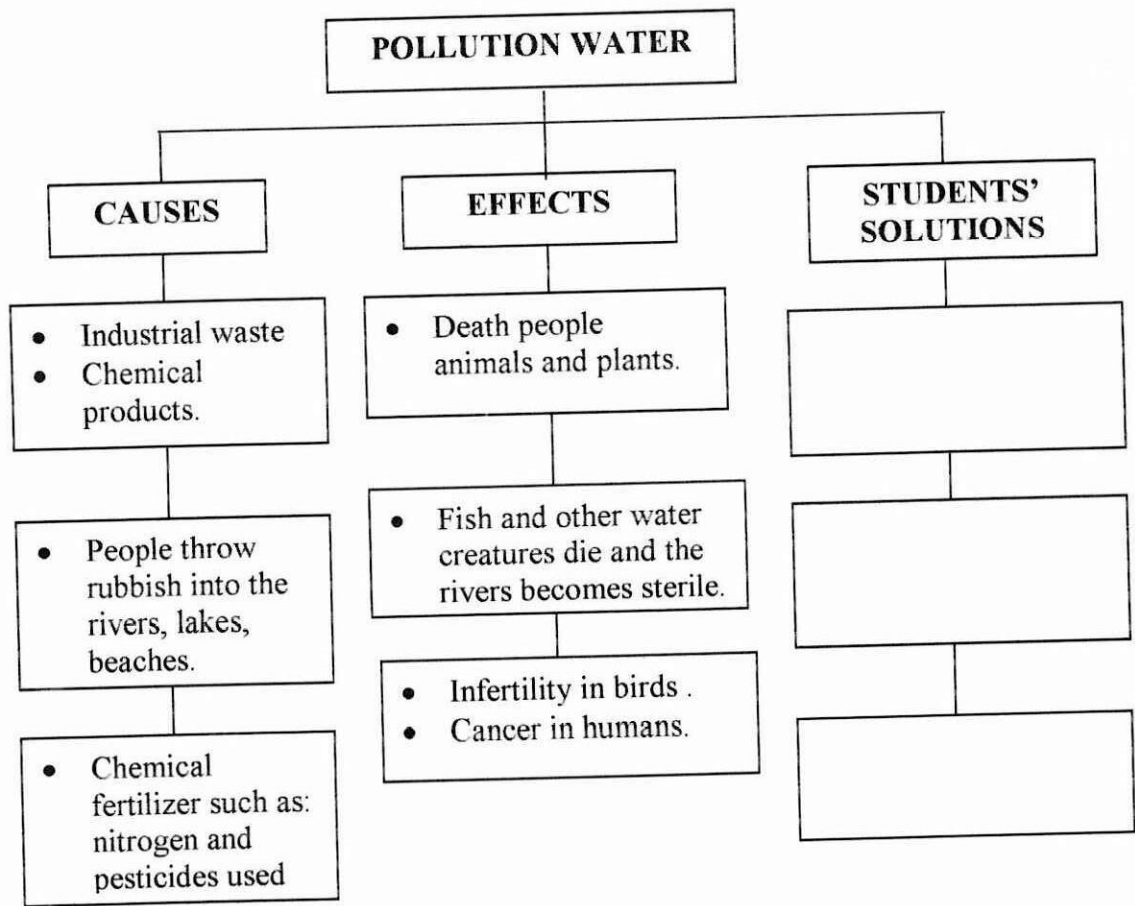 POLLUTION WATER
CAUSES
• Industrial waste
• Chemical
products.
• People throw
rubbish into the
rivers, lakes,
beaches.
• Chemical
fertilizer such as:
nitrogen and
pesticides used
EFFECTS
• Death people
animals and plants.
• Fish and other water
creatures die and the
rivers becomes sterile.
• Infertility in birds .
• Cancer in humans.
STUDENTS’
SOLUTIONS